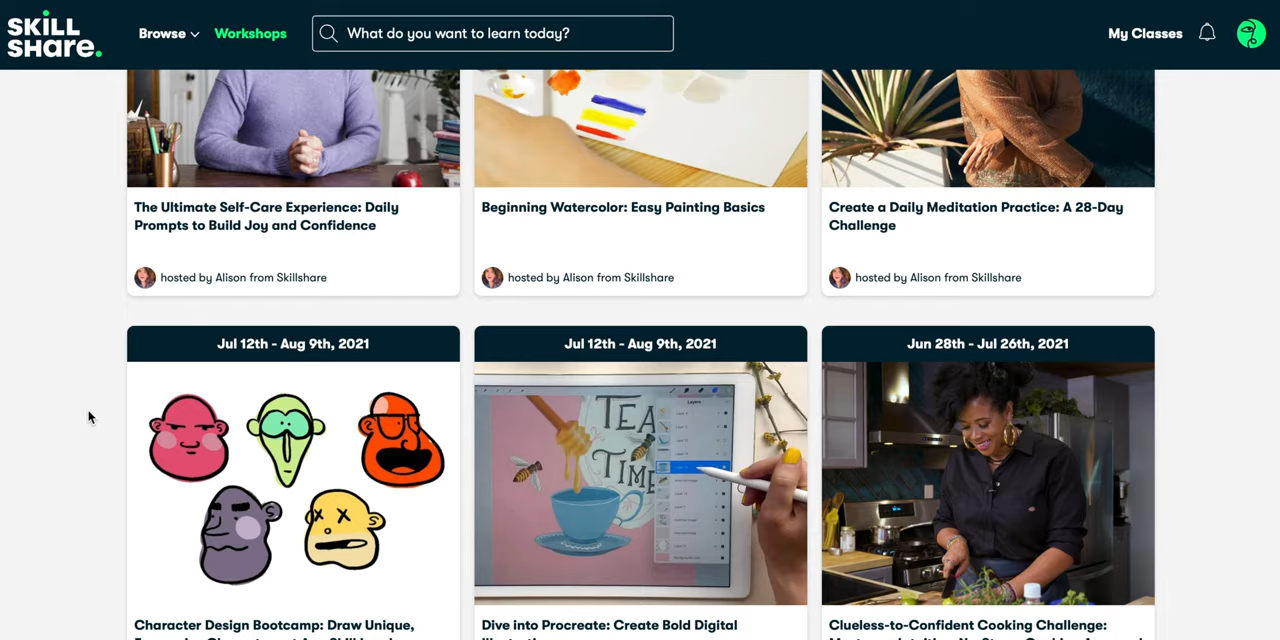 SKILL
SHARE.
Browse
Workshops
What do you want to learn today?
My Classes
The Ultimate Self-Care Experience: Daily
Prompts to Build Joy and Confidence
hosted by Alison from Skillshare
Beginning Watercolor: Easy Painting Basics
hosted by Alison from Skillshare
Create a Daily Meditation Practice: A 28-Day
Challenge
hosted by Alison from Skillshare
Jul 12th - Aug 9th, 2021
Character Design Bootcamp: Draw Unique,
Jul 12th - Aug 9th, 2021
TEA
TIME
Layers
Dive into Procreate: Create Bold Digital
Jun 28th - Jul 26th, 2021
Clueless-to-Confident Cooking Challenge: